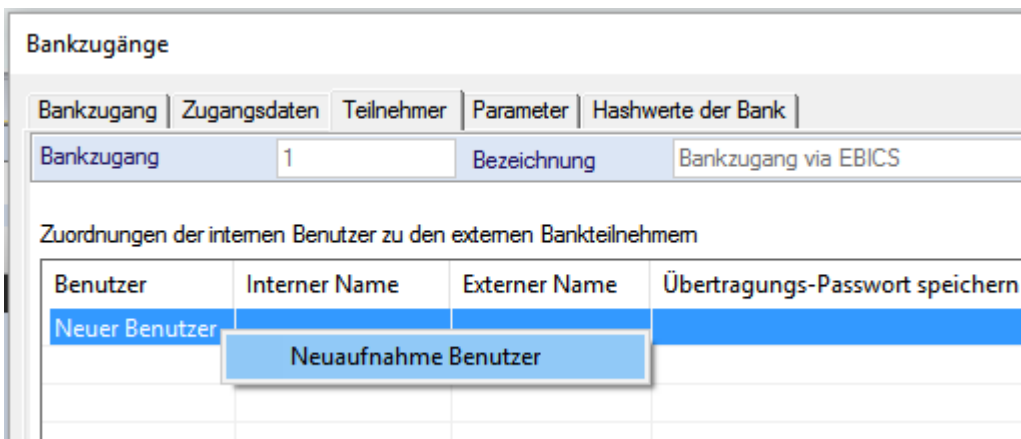 Bankzugänge
Bankzugang Zugangsdaten Teilnehmer Parameter Hashwerte der Bank
Bankzugang 1 Bezeichnung Bankzugang via EBICS
Zuordnungen der internen Benutzer zu den externen Bankteilnehmern
Benutzer Interner Name Externer Name Übertragungs-Passwort speichern
Neuer Benutzer
Neuaufnahme Benutzer